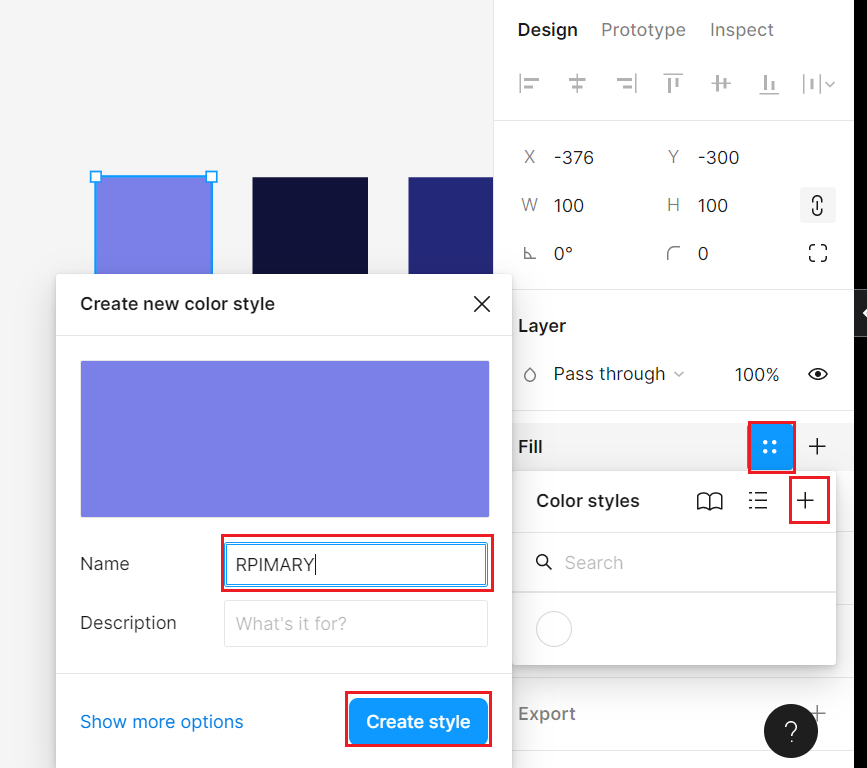 Design Prototype Inspect
X -376 Y -300
W 100 H 100
0° 0
Layer
Pass through 100%
Fill
Color styles
Search
Export
?
Create new color style
Name RPIMARY
Description What's it for?
Show more options Create style